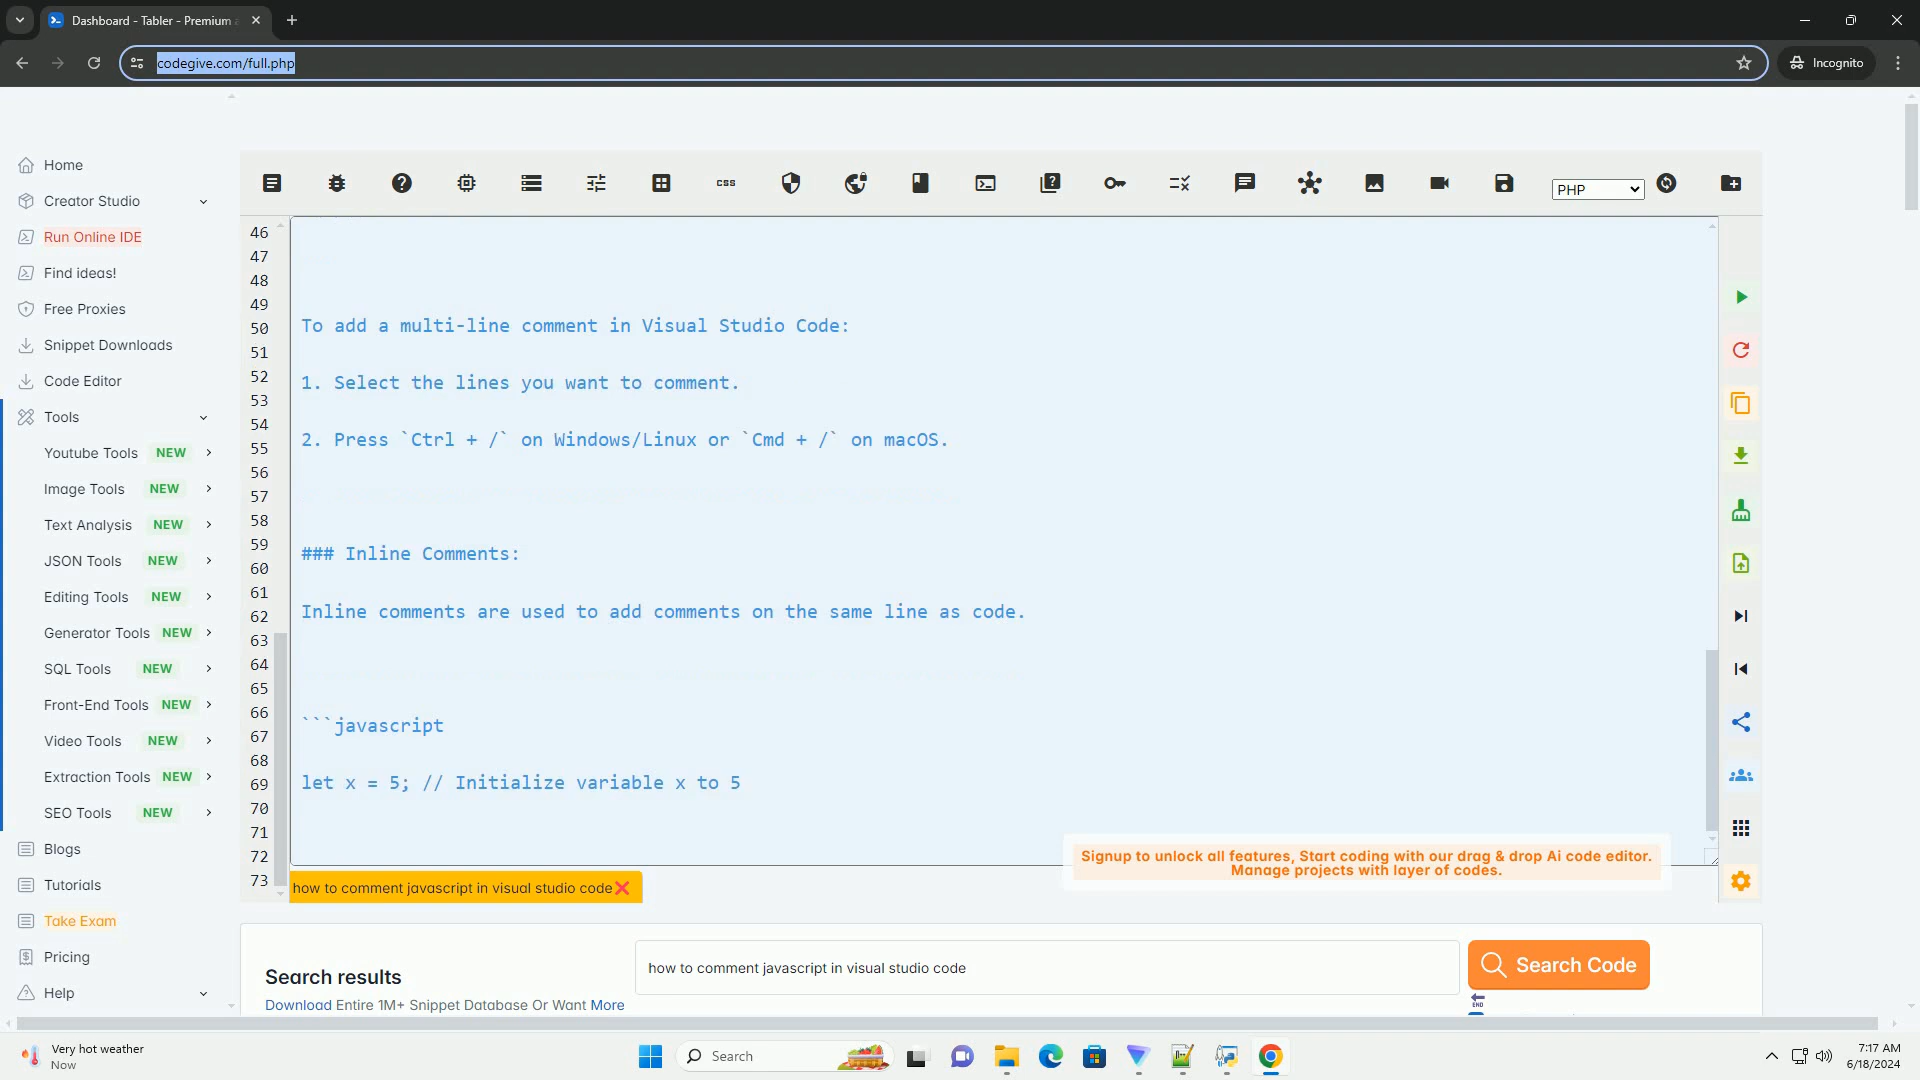 Dashboard - Tabler - Premium
codegive.com/full.php
Incognito
Home
Creator Studio
Run Online IDE
Find ideas!
Free Proxies
Snippet Downloads
Code Editor
Tools
Youtube Tools NEW
Image Tools NEW
Text Analysis NEW
JSON Tools NEW
Editing Tools NEW
Generator Tools NEW
SQL Tools NEW
Front-End Tools NEW
Video Tools NEW
Extraction Tools NEW
SEO Tools NEW
Blogs
Tutorials
Take Exam
Pricing
Help
css
PHP
46
47
48
49
50
51
52
53
54
55
56
57
58
59
60
61
62
63
64
65
66
67
68
69
70
71
72
73
To add a multi-line comment in Visual Studio Code:
1. Select the lines you want to comment.
2. Press `Ctrl + /` on Windows/Linux or `Cmd + /` on macOS.
### Inline Comments:
Inline comments are used to add comments on the same line as code.
```javascript
let x = 5; // Initialize variable x to 5
Signup to unlock all features, Start coding with our drag & drop Ai code editor.
Manage projects with layer of codes.
how to comment javascript in visual studio code
Search results
Download Entire 1M+ Snippet Database Or Want More
how to comment javascript in visual studio code
Search Code
END
Very hot weather
Now
Search
7:17 AM
6/18/2024